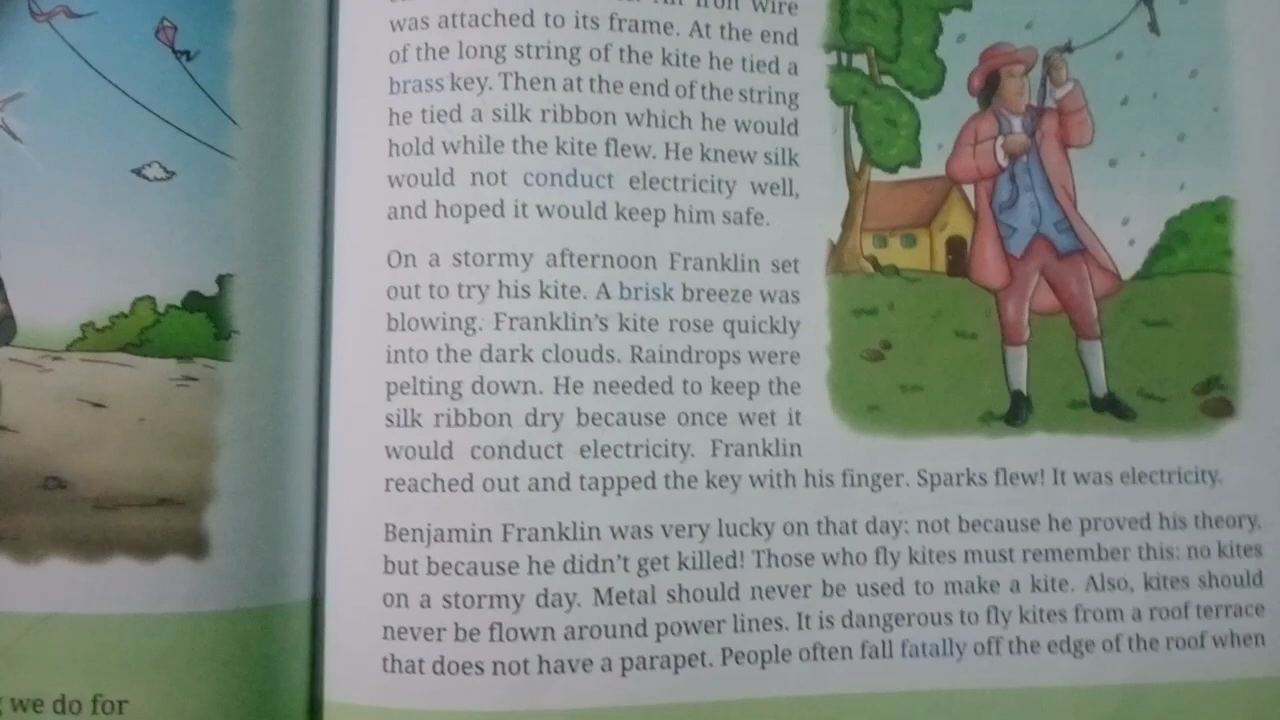 we do for
iron wire
was attached to its frame. At the end
of the long string of the kite he tied a
brass key. Then at the end of the string
he tied a silk ribbon which he would
hold while the kite flew. He knew silk
would not conduct electricity well,
and hoped it would keep him safe.
On a stormy afternoon Franklin set
out to try his kite. A brisk breeze was
blowing. Franklin's kite rose quickly
into the dark clouds. Raindrops were
pelting down. He needed to keep the
silk ribbon dry because once wet it
would conduct electricity. Franklin
reached out and tapped the key with his finger. Sparks flew! It was electricity.
Benjamin Franklin was very lucky on that day: not because he proved his theory,
but because he didn't get killed! Those who fly kites must remember this: no kites
on a stormy day. Metal should never be used to make a kite. Also, kites should
never be flown around power lines. It is dangerous to fly kites from a roof terrace
that does not have a parapet. People often fall fatally off the edge of the roof when